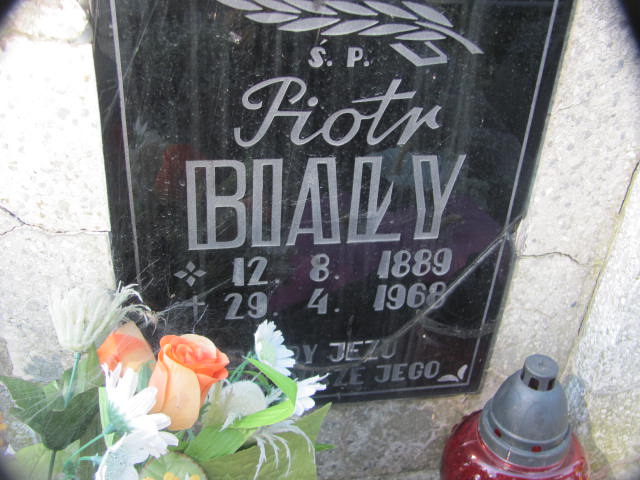 Ś. P.
Piotr
BIAŁY
12. 8. 1889
29. 4. 1968
JEZU
JEGO